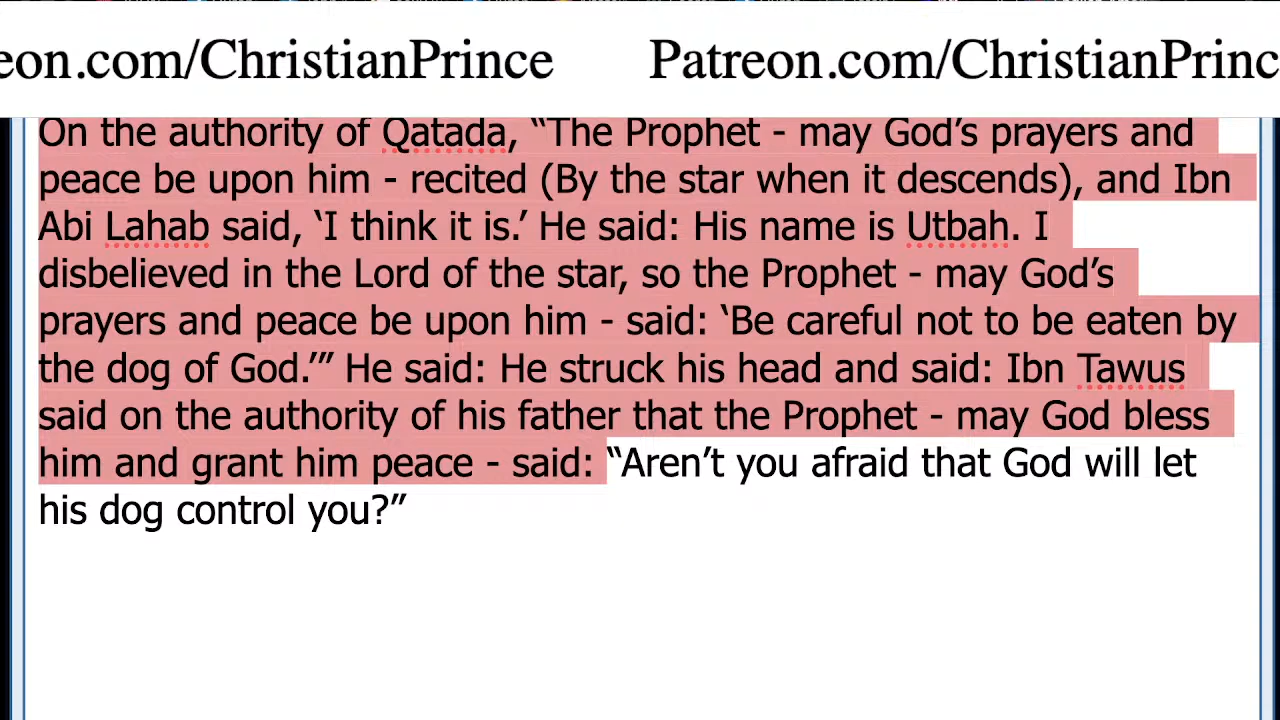 eon.com/ChristianPrince Patreon.com/ChristianPrinc
On the authority of Qatada, “The Prophet - may God’s prayers and
peace be upon him - recited (By the star when it descends), and Ibn
Abi Lahab said, ‘I think it is.’ He said: His name is Utbah. I
disbelieved in the Lord of the star, so the Prophet - may God’s
prayers and peace be upon him - said: ‘Be careful not to be eaten by
the dog of God.’” He said: He struck his head and said: Ibn Tawus
said on the authority of his father that the Prophet - may God bless
him and grant him peace - said: “Aren’t you afraid that God will let
his dog control you?”